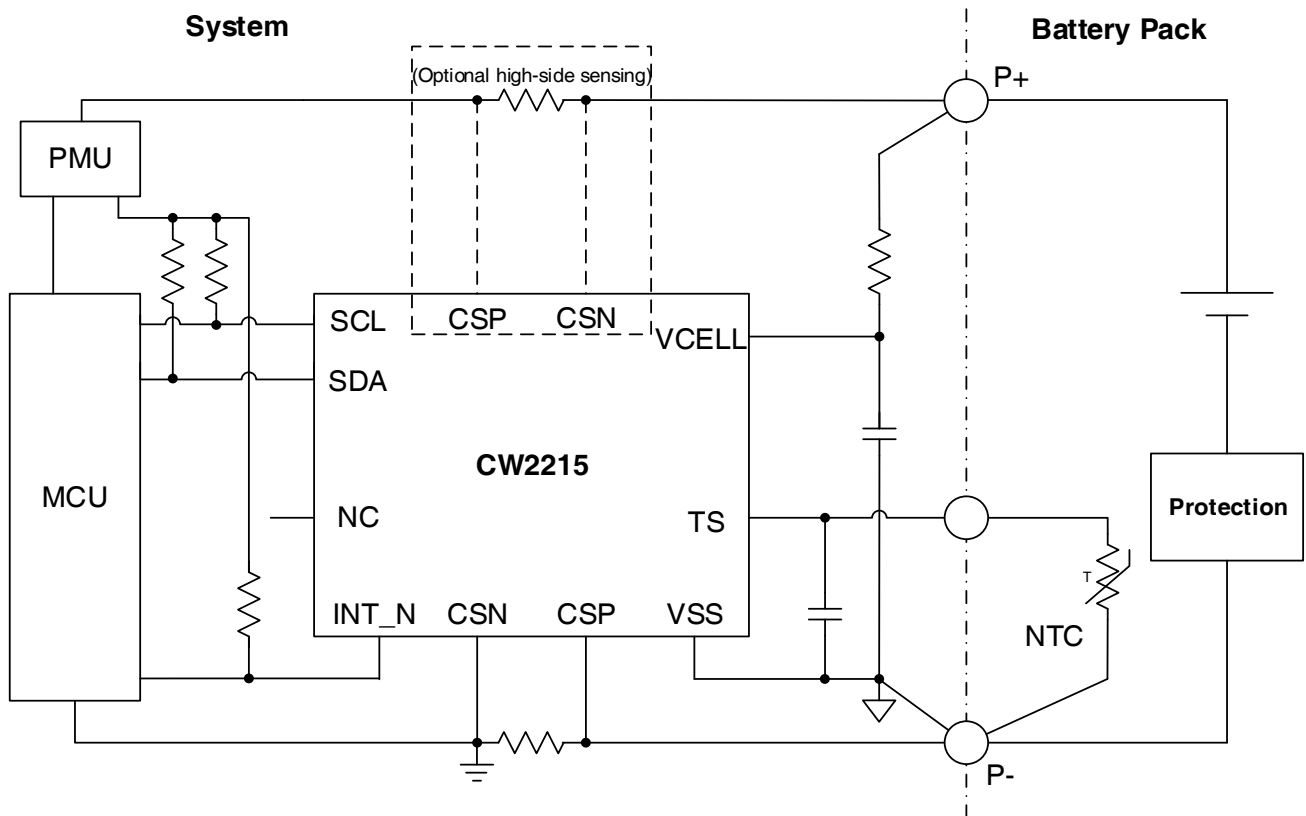 System
Battery Pack
(Optional high-side sensing)
P+
PMU
SCL
CSP
CSN
VCELL
SDA
CW2215
MCU
NC
TS
Protection
T
INT_N
CSN
CSP
VSS
NTC
P-